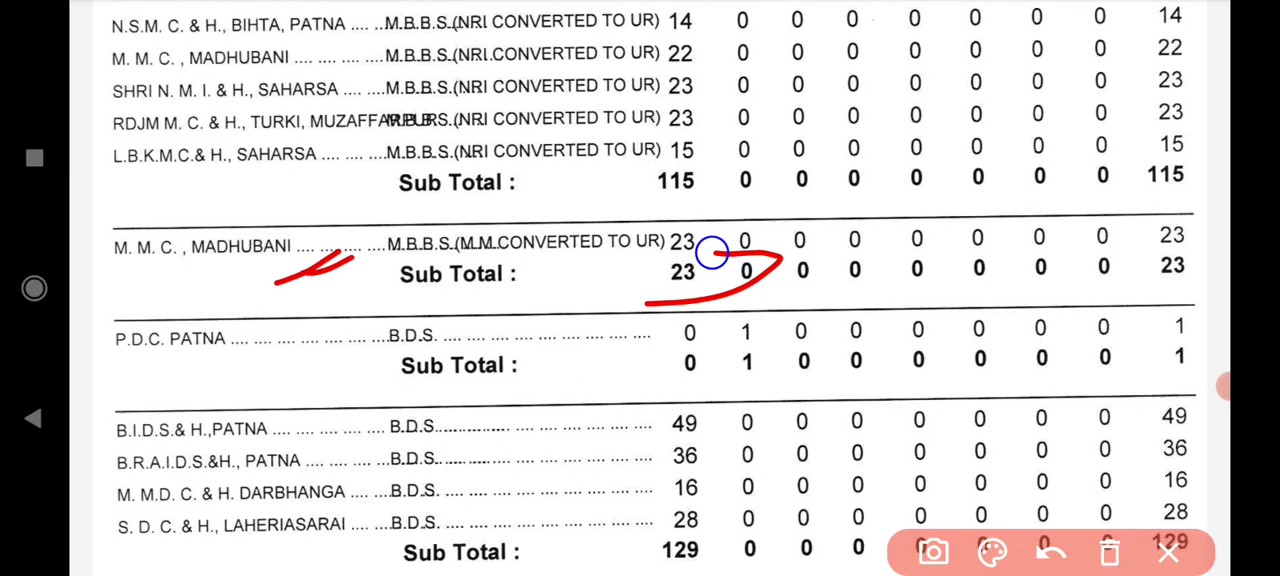 N.S.M. C. & H., BIHTA, PATNA .... ...M.B.B.S.(NRI CONVERTED TO UR) 14 0 0 0 0 0 0 0 14
M. M. C. , MADHUBANI .... .... .... ...M.B.B.S.(NRI CONVERTED TO UR) 22 0 0 0 0 0 0 0 22
SHRI N. M. I. & H., SAHARSA .... ....M.B.B.S.(NRI CONVERTED TO UR) 23 0 0 0 0 0 0 0 23
RDJM M. C. & H., TURKI, MUZAFFARPUR M.B.B.S.(NRI CONVERTED TO UR) 23 0 0 0 0 0 0 0 23
L.B.K.M.C.& H., SAHARSA .... .... ....M.B.B.S.(NRI CONVERTED TO UR) 15 0 0 0 0 0 0 0 15
Sub Total : 115 0 0 0 0 0 0 0 115
M. M. C. , MADHUBANI .... .... .... ....M.B.B.S.(M.M.CONVERTED TO UR) 23 0 0 0 0 0 0 0 23
Sub Total : 23 0 0 0 0 0 0 0 23
P.D.C. PATNA .... .... .... .... .... ....B.D.S. .... .... .... .... .... .... .... .... 0 1 0 0 0 0 0 0 1
Sub Total : 0 1 0 0 0 0 0 0 1
B.I.D.S.& H.,PATNA .... .... .... .... B.D.S. .... .... .... .... .... .... .... 49 0 0 0 0 0 0 0 49
B.R.A.I.D.S.&H., PATNA .... .... .... B.D.S. .... .... .... .... .... .... .... 36 0 0 0 0 0 0 0 36
M. M.D. C. & H. DARBHANGA .... ....B.D.S. .... .... .... .... .... .... .... 16 0 0 0 0 0 0 0 16
S. D. C. & H., LAHERIASARAI .... ....B.D.S. .... .... .... .... .... .... .... 28 0 0 0 0 0 0 0 28
Sub Total : 129 0 0 0 0 0 0 0 129